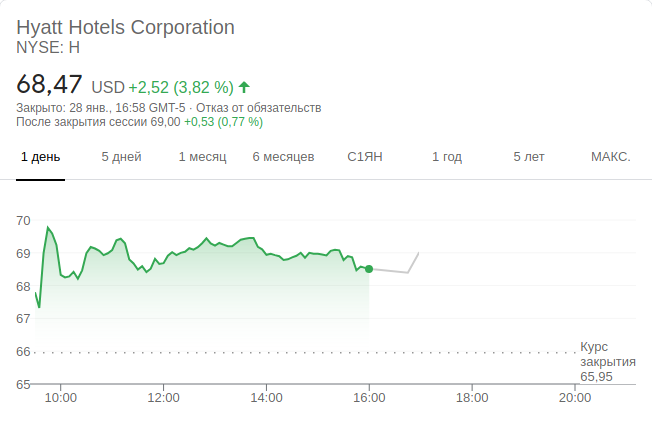 Hyatt Hotels Corporation
NYSE: H
68,47 USD +2,52 (3,82 %)
Закрыто: 28 янв., 16:58 GMT-5 · Отказ от обязательств
После закрытия сессии 69,00 +0,53 (0,77 %)
1 день 5 дней 1 месяц 6 месяцев С1ЯН 1 год 5 лет МАКС.
70
69
68
67
66
Курс
закрытия
65,95
65
10:00 12:00 14:00 16:00 18:00 20:00